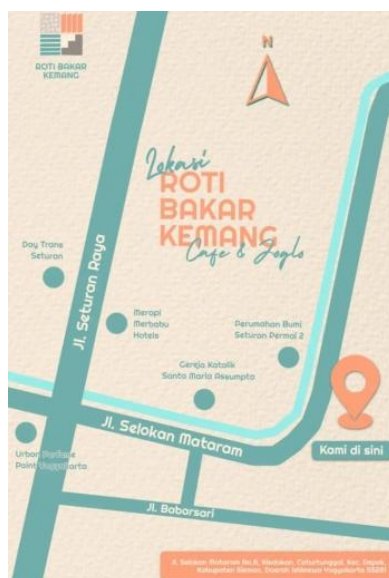 ROTI BAKAR
KEMANG
N
Lokasi
ROTI
BAKAR
KEMANG
Cafe & Joglo
Day Trans
Seturan
Jl. Seturan Raya
Merapi
Merbabu
Hotels
Perumahan Bumi
Seturan Permai 2
Gereja Katolik
Santa Maria Assumpta
Jl. Selokan Mataram
Kami di sini
Urban
Point Yogyakarta
Jl. Babarsari
Jl. Selokan Mataram No.8, Caturtunggal, Kec. Depok,
Kabupaten Sleman, Daerah Istimewa Yogyakarta 55281